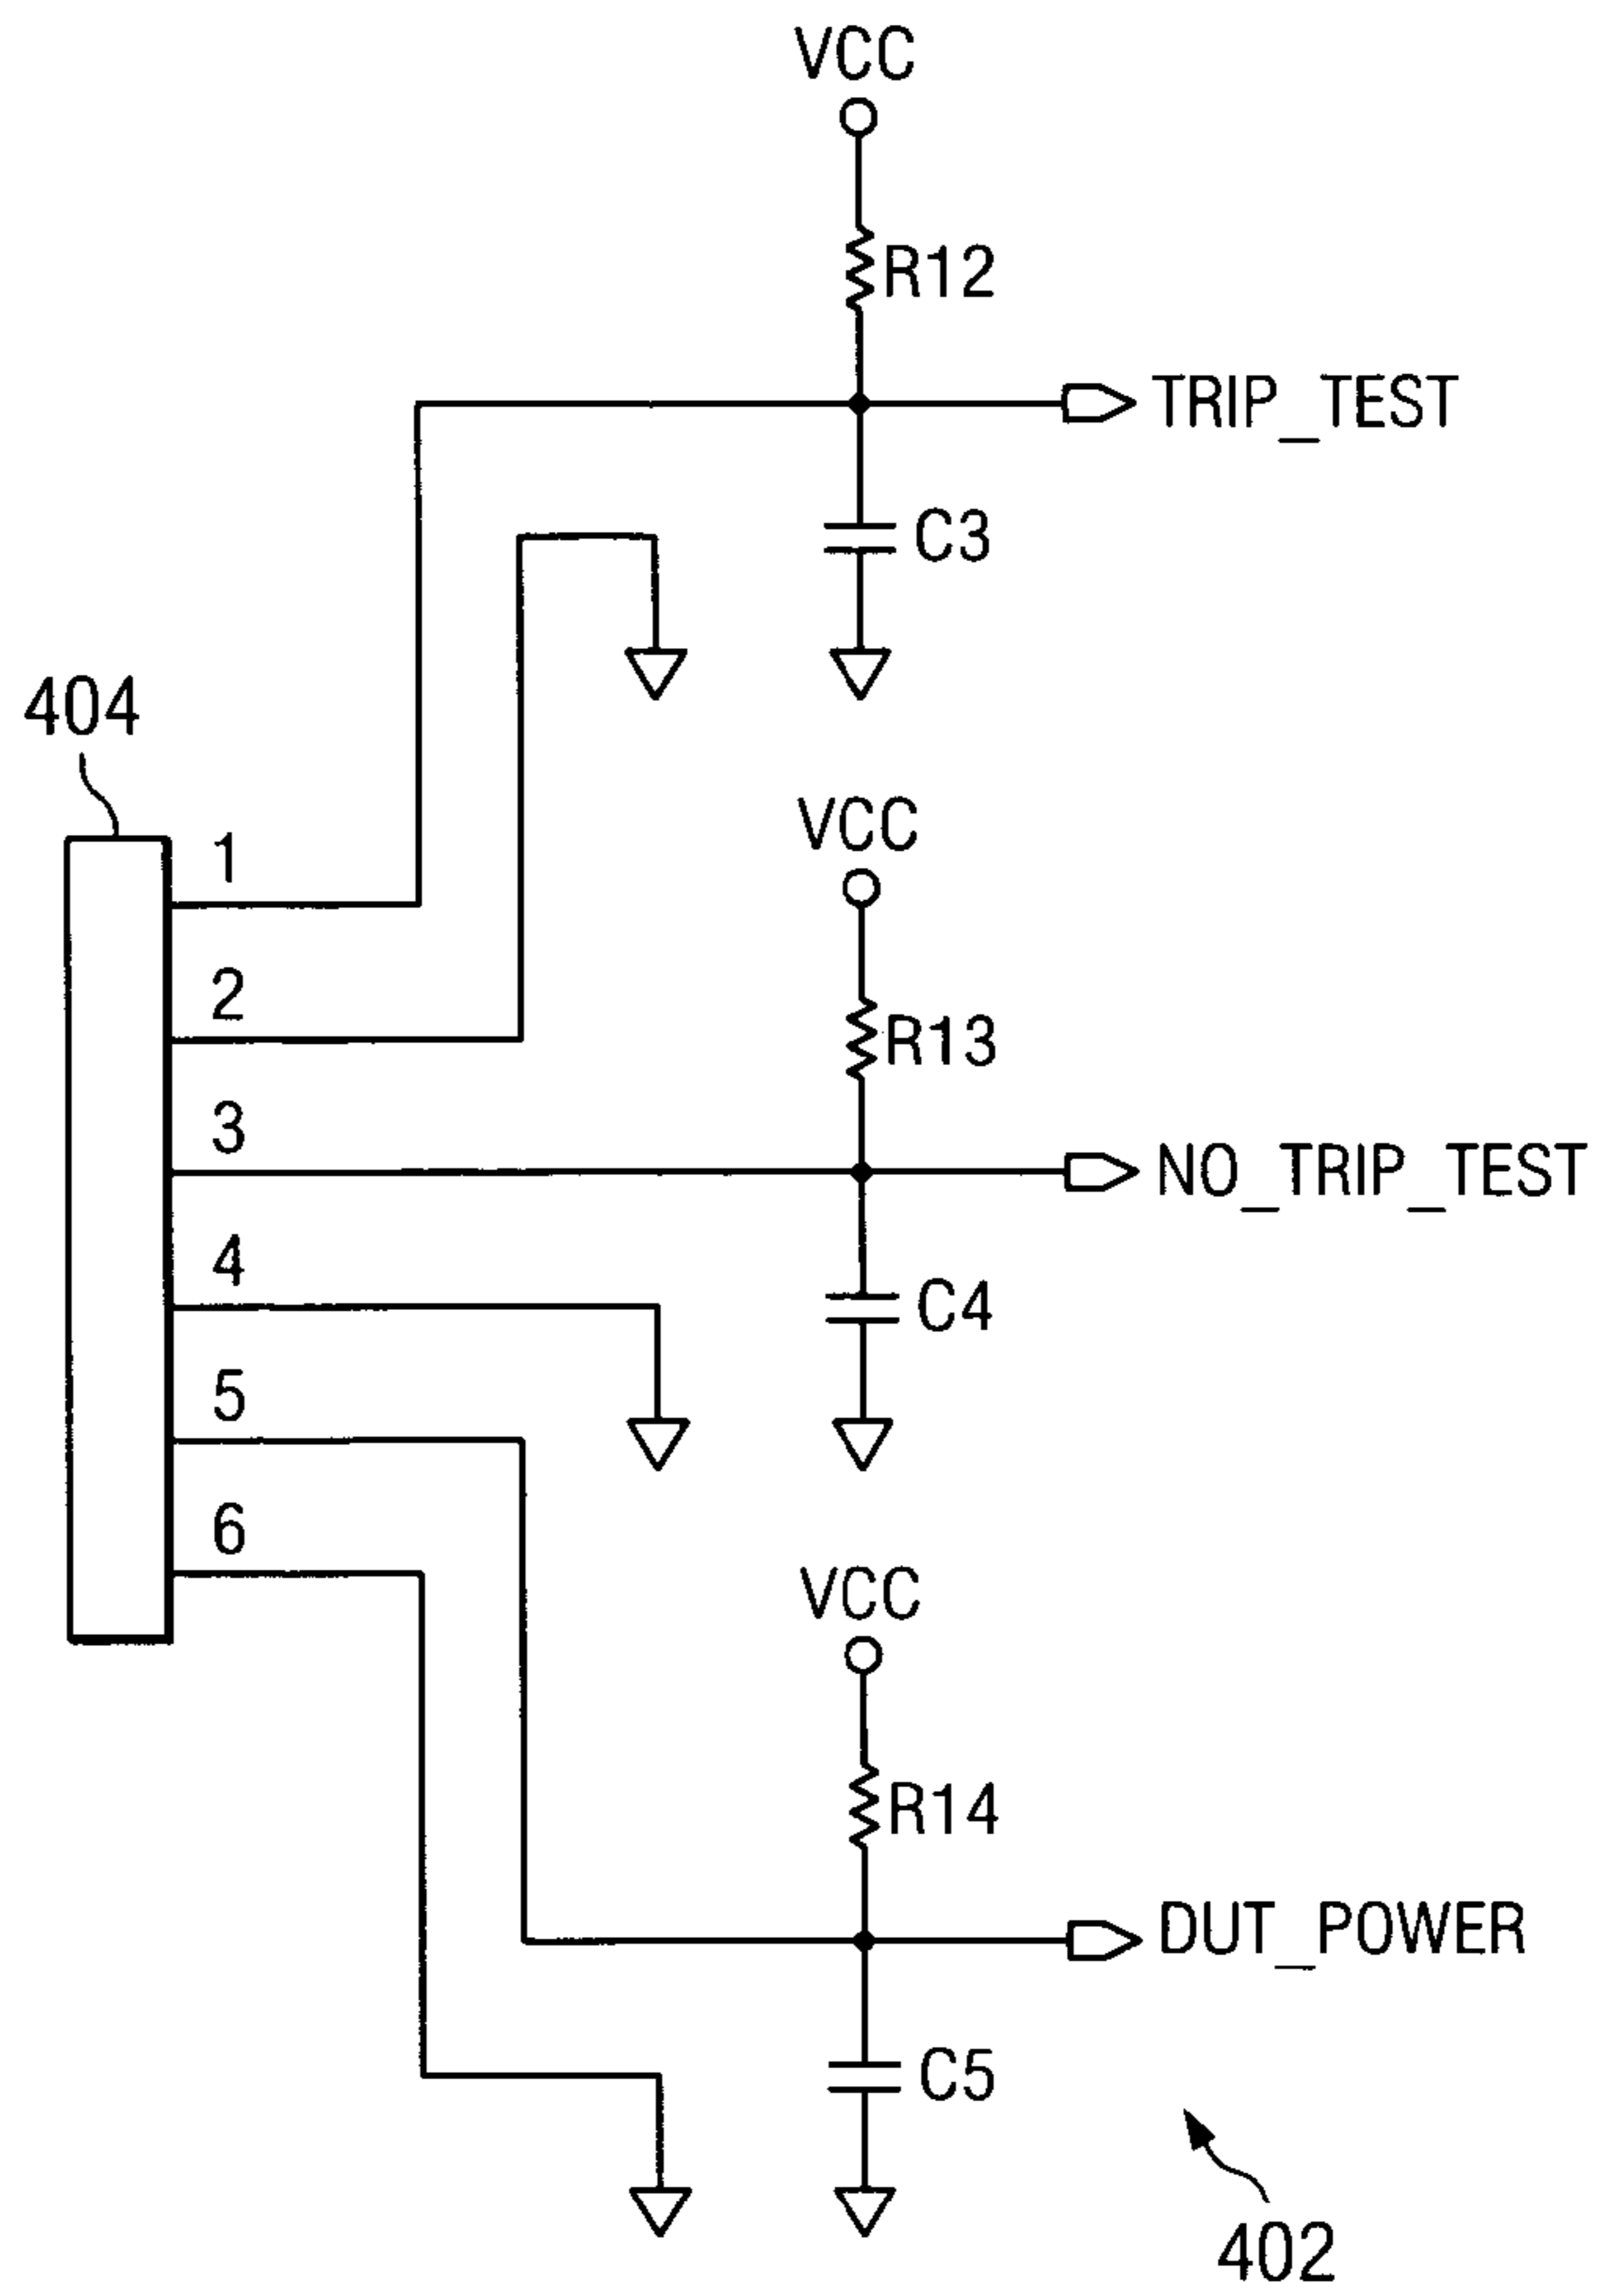 VCC
R12
TRIP_TEST
C3
404
1
VCC
2
R13
3
NO_TRIP_TEST
4
C4
5
6
VCC
R14
DUT_POWER
C5
402